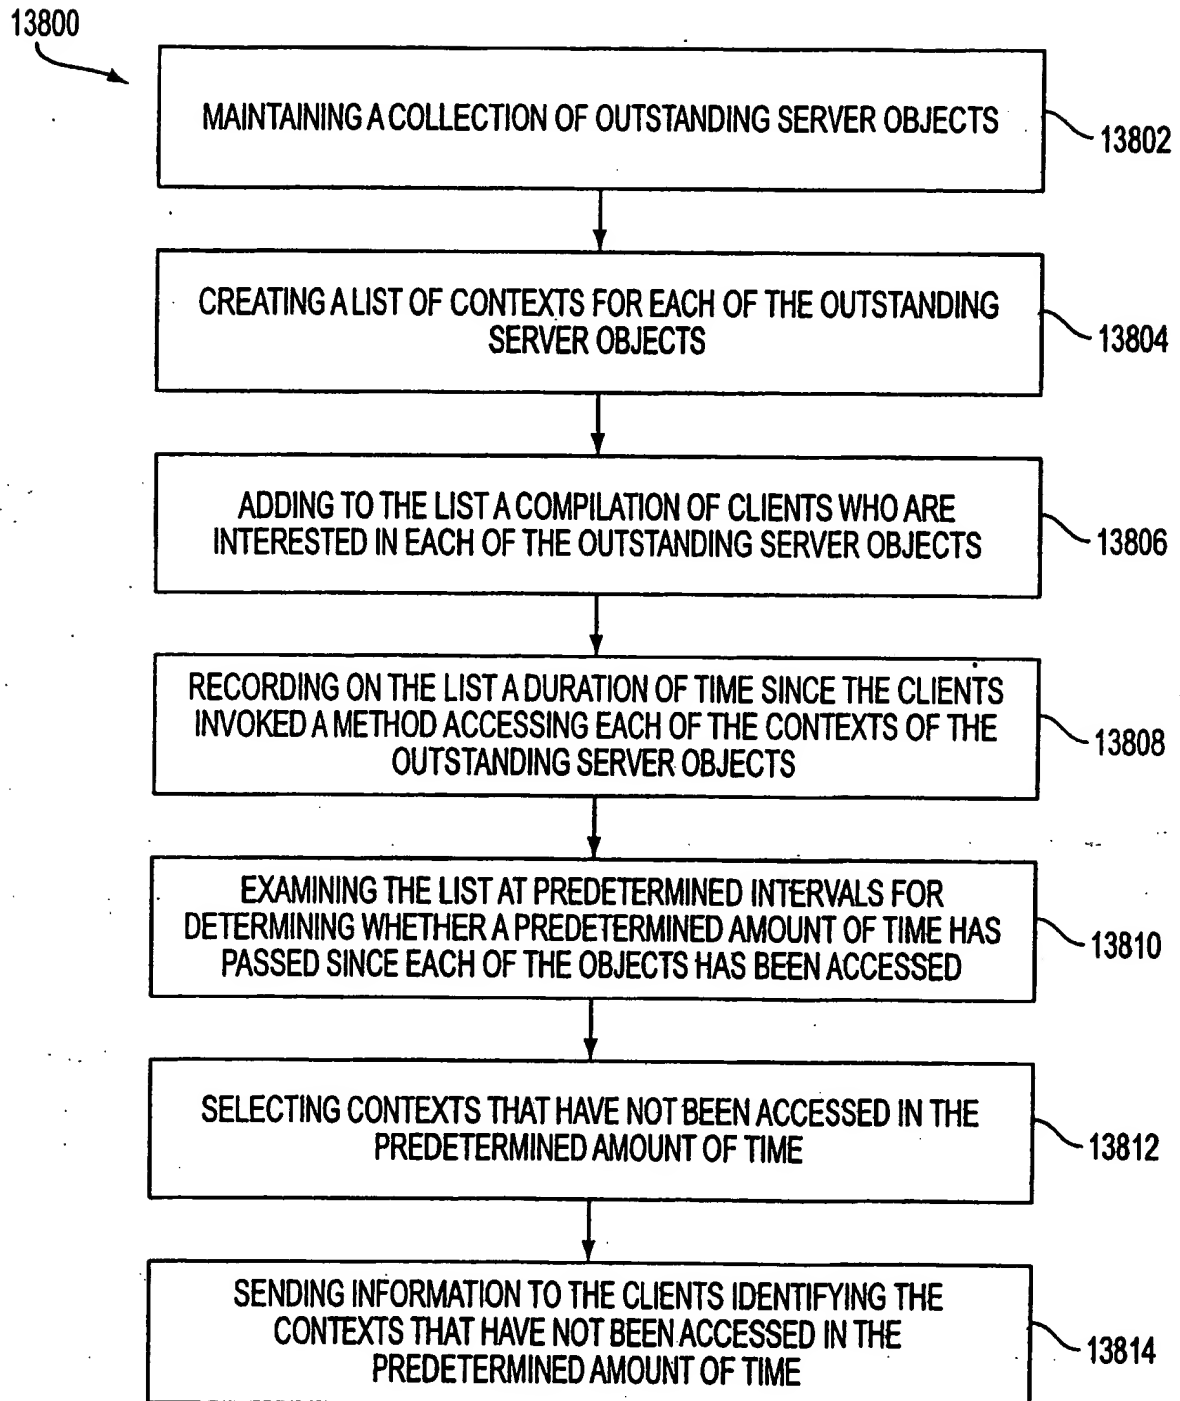 13800
MAINTAINING A COLLECTION OF OUTSTANDING SERVER OBJECTS
13802
CREATING A LIST OF CONTEXTS FOR EACH OF THE OUTSTANDING
SERVER OBJECTS
13804
ADDING TO THE LIST A COMPILATION OF CLIENTS WHO ARE
INTERESTED IN EACH OF THE OUTSTANDING SERVER OBJECTS
13806
RECORDING ON THE LIST A DURATION OF TIME SINCE THE CLIENTS
INVOKED A METHOD ACCESSING EACH OF THE CONTEXTS OF THE
OUTSTANDING SERVER OBJECTS
13808
EXAMINING THE LIST AT PREDETERMINED INTERVALS FOR
DETERMINING WHETHER A PREDETERMINED AMOUNT OF TIME HAS
PASSED SINCE EACH OF THE OBJECTS HAS BEEN ACCESSED
13810
SELECTING CONTEXTS THAT HAVE NOT BEEN ACCESSED IN THE
PREDETERMINED AMOUNT OF TIME
13812
SENDING INFORMATION TO THE CLIENTS IDENTIFYING THE
CONTEXTS THAT HAVE NOT BEEN ACCESSED IN THE
PREDETERMINED AMOUNT OF TIME
13814